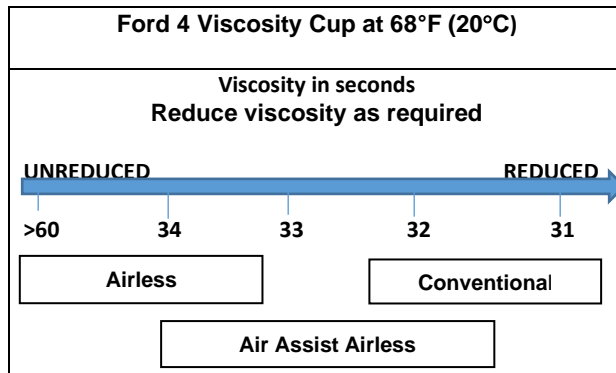 Ford 4 Viscosity Cup at 68°F (20°C)
Viscosity in seconds
Reduce viscosity as required
UNREDUCED REDUCED
>60 34 33 32 31
Airless Conventional
Air Assist Airless